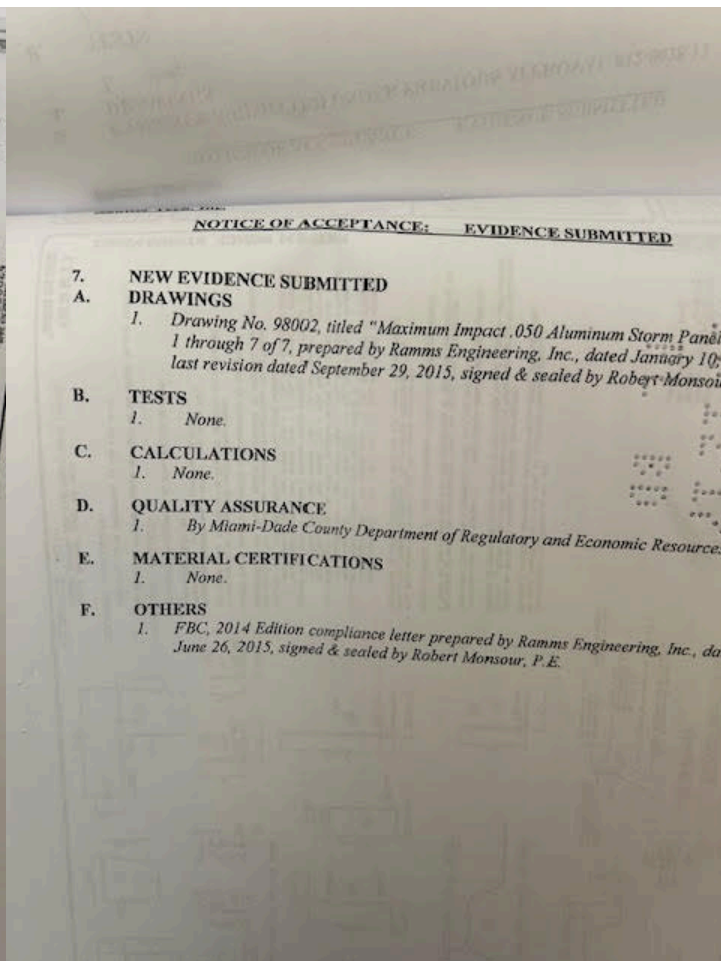 NOTICE OF ACCEPTANCE: EVIDENCE SUBMITTED
7. NEW EVIDENCE SUBMITTED
A. DRAWINGS
1. Drawing No. 98002, titled "Maximum Impact .050 Aluminum Storm Panel
1 through 7 of 7, prepared by Ramms Engineering, Inc., dated January 10,
last revision dated September 29, 2015, signed & sealed by Robert Monsou
B. TESTS
1. None.
C. CALCULATIONS
1. None.
D. QUALITY ASSURANCE
1. By Miami-Dade County Department of Regulatory and Economic Resources
E. MATERIAL CERTIFICATIONS
1. None.
F. OTHERS
1. FBC, 2014 Edition compliance letter prepared by Ramms Engineering, Inc., da
June 26, 2015, signed & sealed by Robert Monsour, P.E.